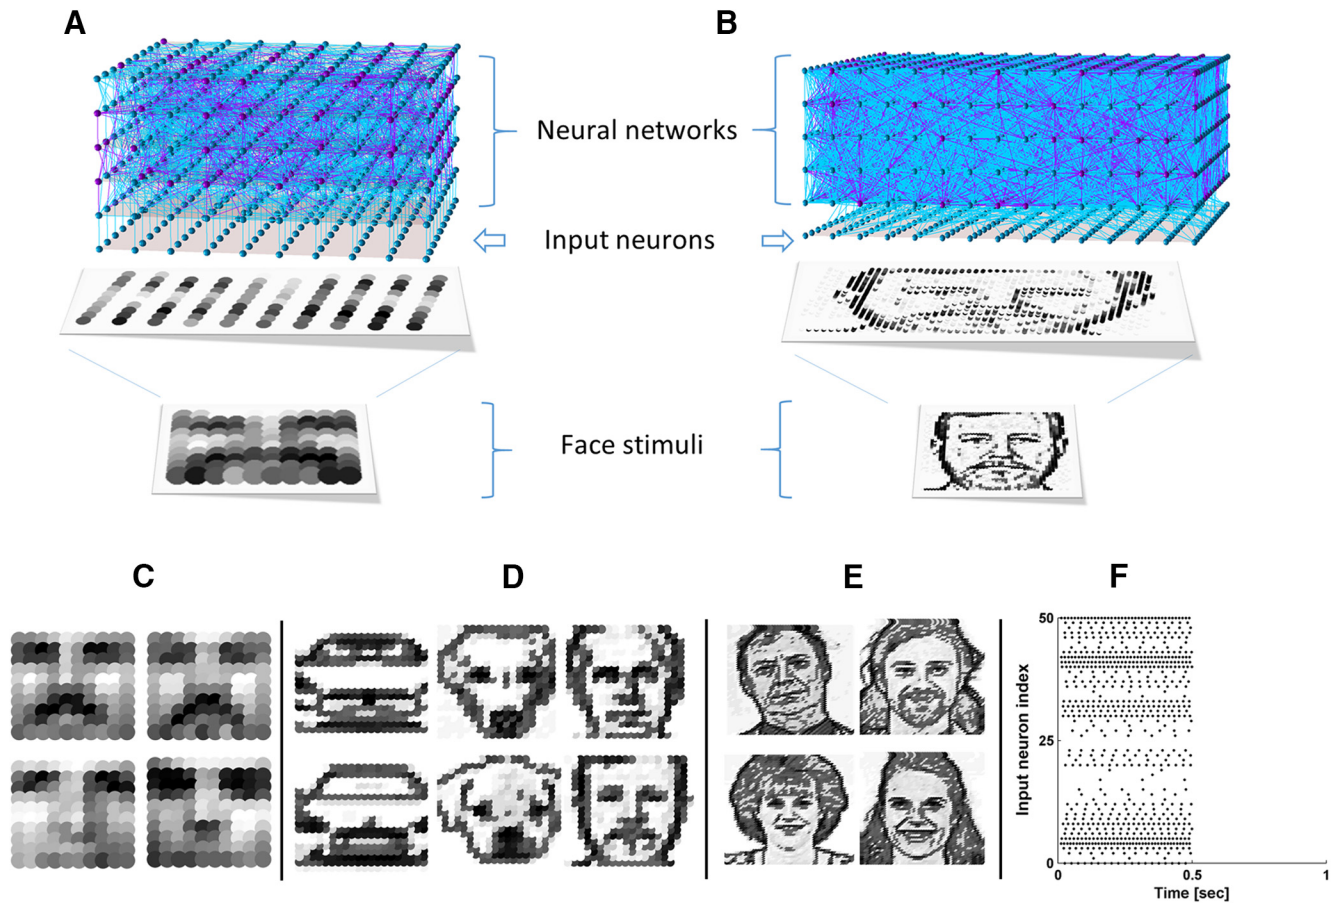 A
B
Neural networks
Input neurons
Face stimuli
C
D
E
F
50
25
0
Input neuron index
0
0.5
1
Time [sec]